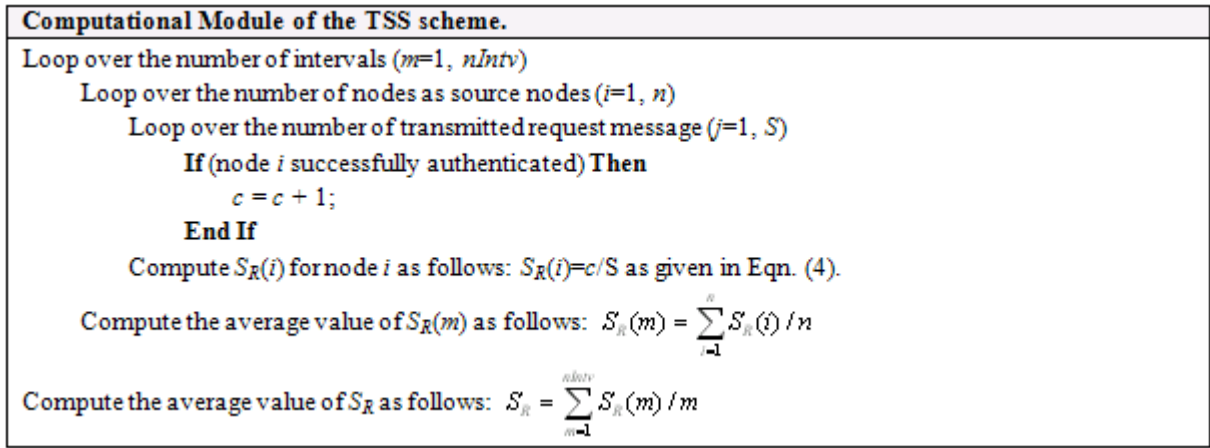 Computational Module of the TSS scheme.
Loop over the number of intervals (m=1, nIntv)
Loop over the number of nodes as source nodes (i=1, n)
Loop over the number of transmitted request message (j=1, S)
If (node i successfully authenticated) Then
c = c + 1;
End If
Compute S_R(i) for node i as follows: S_R(i)=c/S as given in Eqn. (4).
Compute the average value of S_R(m) as follows: S_R(m) = ∑_{i=1}^{n} S_R(i) / n
Compute the average value of S_R as follows: S_R = ∑_{m=1}^{nIntv} S_R(m) / m